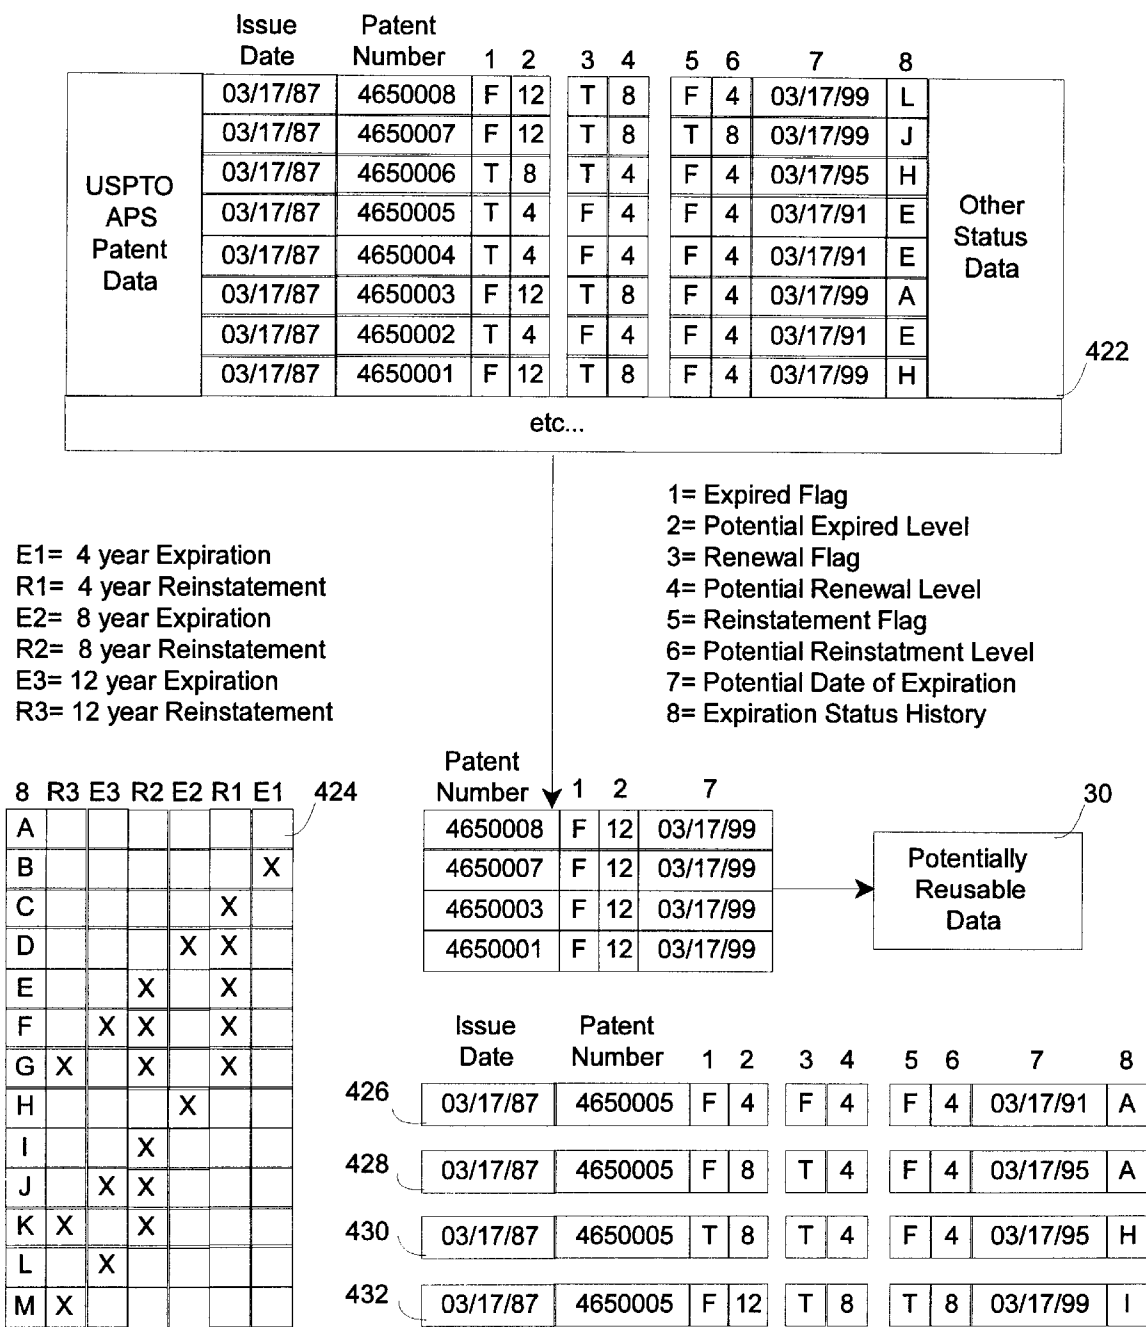 Issue Patent
Date Number 1 2 3 4 5 6 7 8
03/17/87 4650008 F 12 T 8 F 4 03/17/99 L
03/17/87 4650007 F 12 T 8 T 8 03/17/99 J
03/17/87 4650006 T 8 T 4 F 4 03/17/95 H
03/17/87 4650005 T 4 F 4 F 4 03/17/91 E
03/17/87 4650004 T 4 F 4 F 4 03/17/91 E
03/17/87 4650003 F 12 T 8 F 4 03/17/99 A
03/17/87 4650002 T 4 F 4 F 4 03/17/91 E
03/17/87 4650001 F 12 T 8 F 4 03/17/99 H
USPTO
APS
Patent
Data
Other
Status
Data
422
etc...
1= Expired Flag
2= Potential Expired Level
3= Renewal Flag
4= Potential Renewal Level
5= Reinstatement Flag
6= Potential Reinstatment Level
7= Potential Date of Expiration
8= Expiration Status History
E1= 4 year Expiration
R1= 4 year Reinstatement
E2= 8 year Expiration
R2= 8 year Reinstatement
E3= 12 year Expiration
R3= 12 year Reinstatement
8 R3 E3 R2 E2 R1 E1 424
A
B X
C X
D X X
E X X
F X X X
G X X X
H X
I X
J X X
K X X
L X
M X
Patent
Number 1 2 7
4650008 F 12 03/17/99
4650007 F 12 03/17/99
4650003 F 12 03/17/99
4650001 F 12 03/17/99
30
Potentially
Reusable
Data
Issue Patent
Date Number 1 2 3 4 5 6 7 8
426 03/17/87 4650005 F 4 F 4 F 4 03/17/91 A
428 03/17/87 4650005 F 8 T 4 F 4 03/17/95 A
430 03/17/87 4650005 T 8 T 4 F 4 03/17/95 H
432 03/17/87 4650005 F 12 T 8 T 8 03/17/99 I